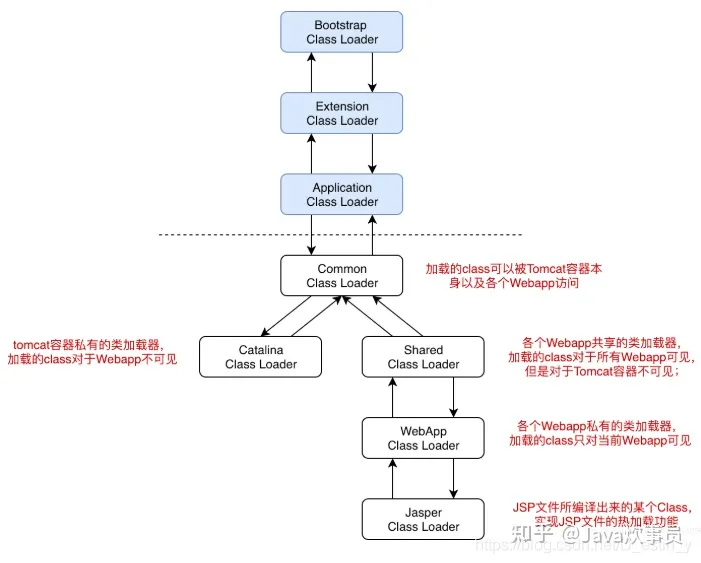 Bootstrap
Class Loader
Extension
Class Loader
Application
Class Loader
Common
Class Loader
加载的class可以被Tomcat容器本
身以及各个Webapp访问
tomcat容器私有的类加载器，
加载的class对于Webapp不可见
Catalina
Class Loader
Shared
Class Loader
各个Webapp共享的类加载器，
加载的class对于所有Webapp可见，
但是对于Tomcat容器不可见；
WebApp
Class Loader
各个Webapp私有的类加载器，
加载的class只对当前Webapp可见
Jasper
Class Loader
JSP文件所编译出来的某个Class，
实现JSP文件的热加载功能
知乎 @Java炊事员